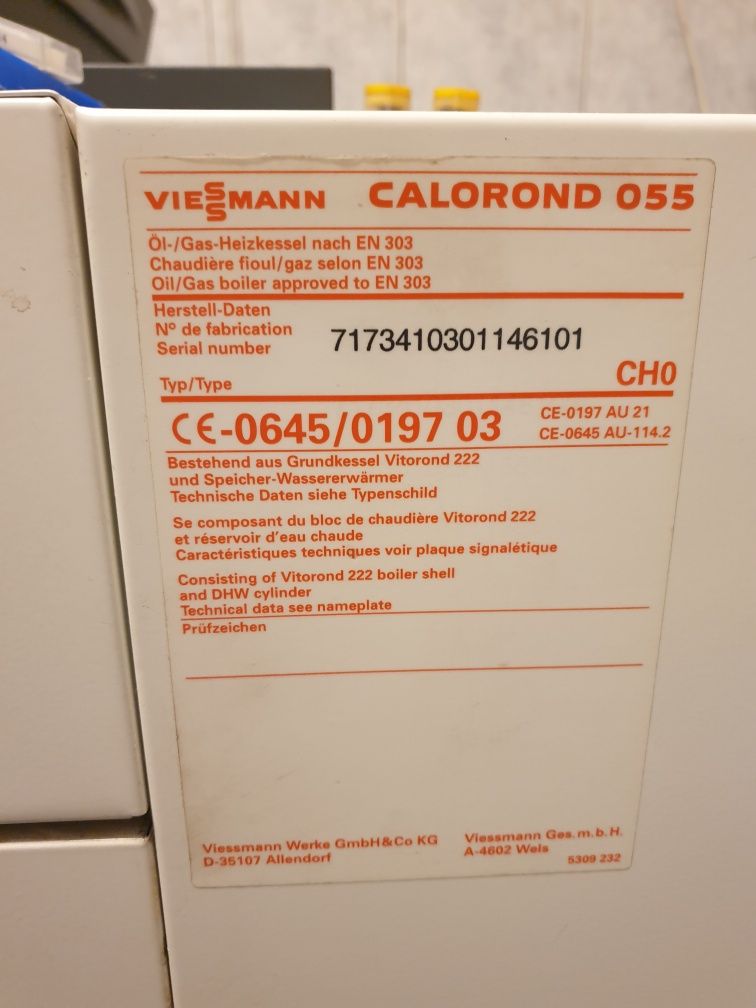 VIESSMANN CALOROND 055
Öl-/Gas-Heizkessel nach EN 303
Chaudière fioul/gaz selon EN 303
Oil/Gas boiler approved to EN 303
Herstell-Daten
N° de fabrication
Serial number
7173410301146101
Typ/Type
CH0
CE-0645/0197 03
CE-0197 AU 21
CE-0645 AU-114.2
Bestehend aus Grundkessel Vitorond 222
und Speicher-Wassererwärmer
Technische Daten siehe Typenschild
Se composant du bloc de chaudière Vitorond 222
et réservoir d'eau chaude
Caractéristiques techniques voir plaque signalétique
Consisting of Vitorond 222 boiler shell
and DHW cylinder
Technical data see nameplate
Prüfzeichen
Viessmann Werke GmbH&Co KG
D-35107 Allendorf
Viessmann Ges.m.b.H.
A-4602 Wels
5309 232